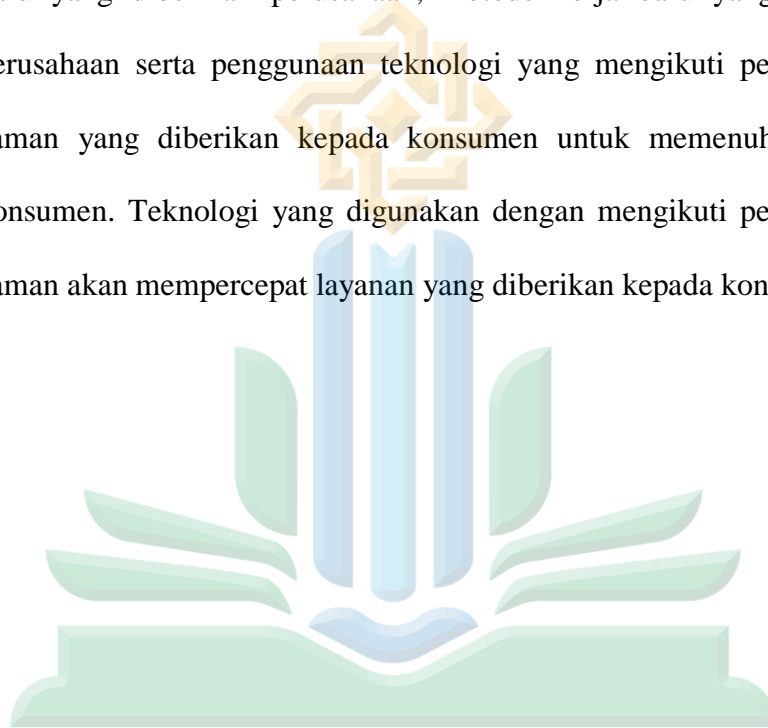 yang
erusahaan serta penggunaan teknologi yang mengikuti pe
aman yang diberikan kepada konsumen untuk memenuh
onsumen. Teknologi yang digunakan dengan mengikuti pe
aman akan mempercepat layanan yang diberikan kepada kon